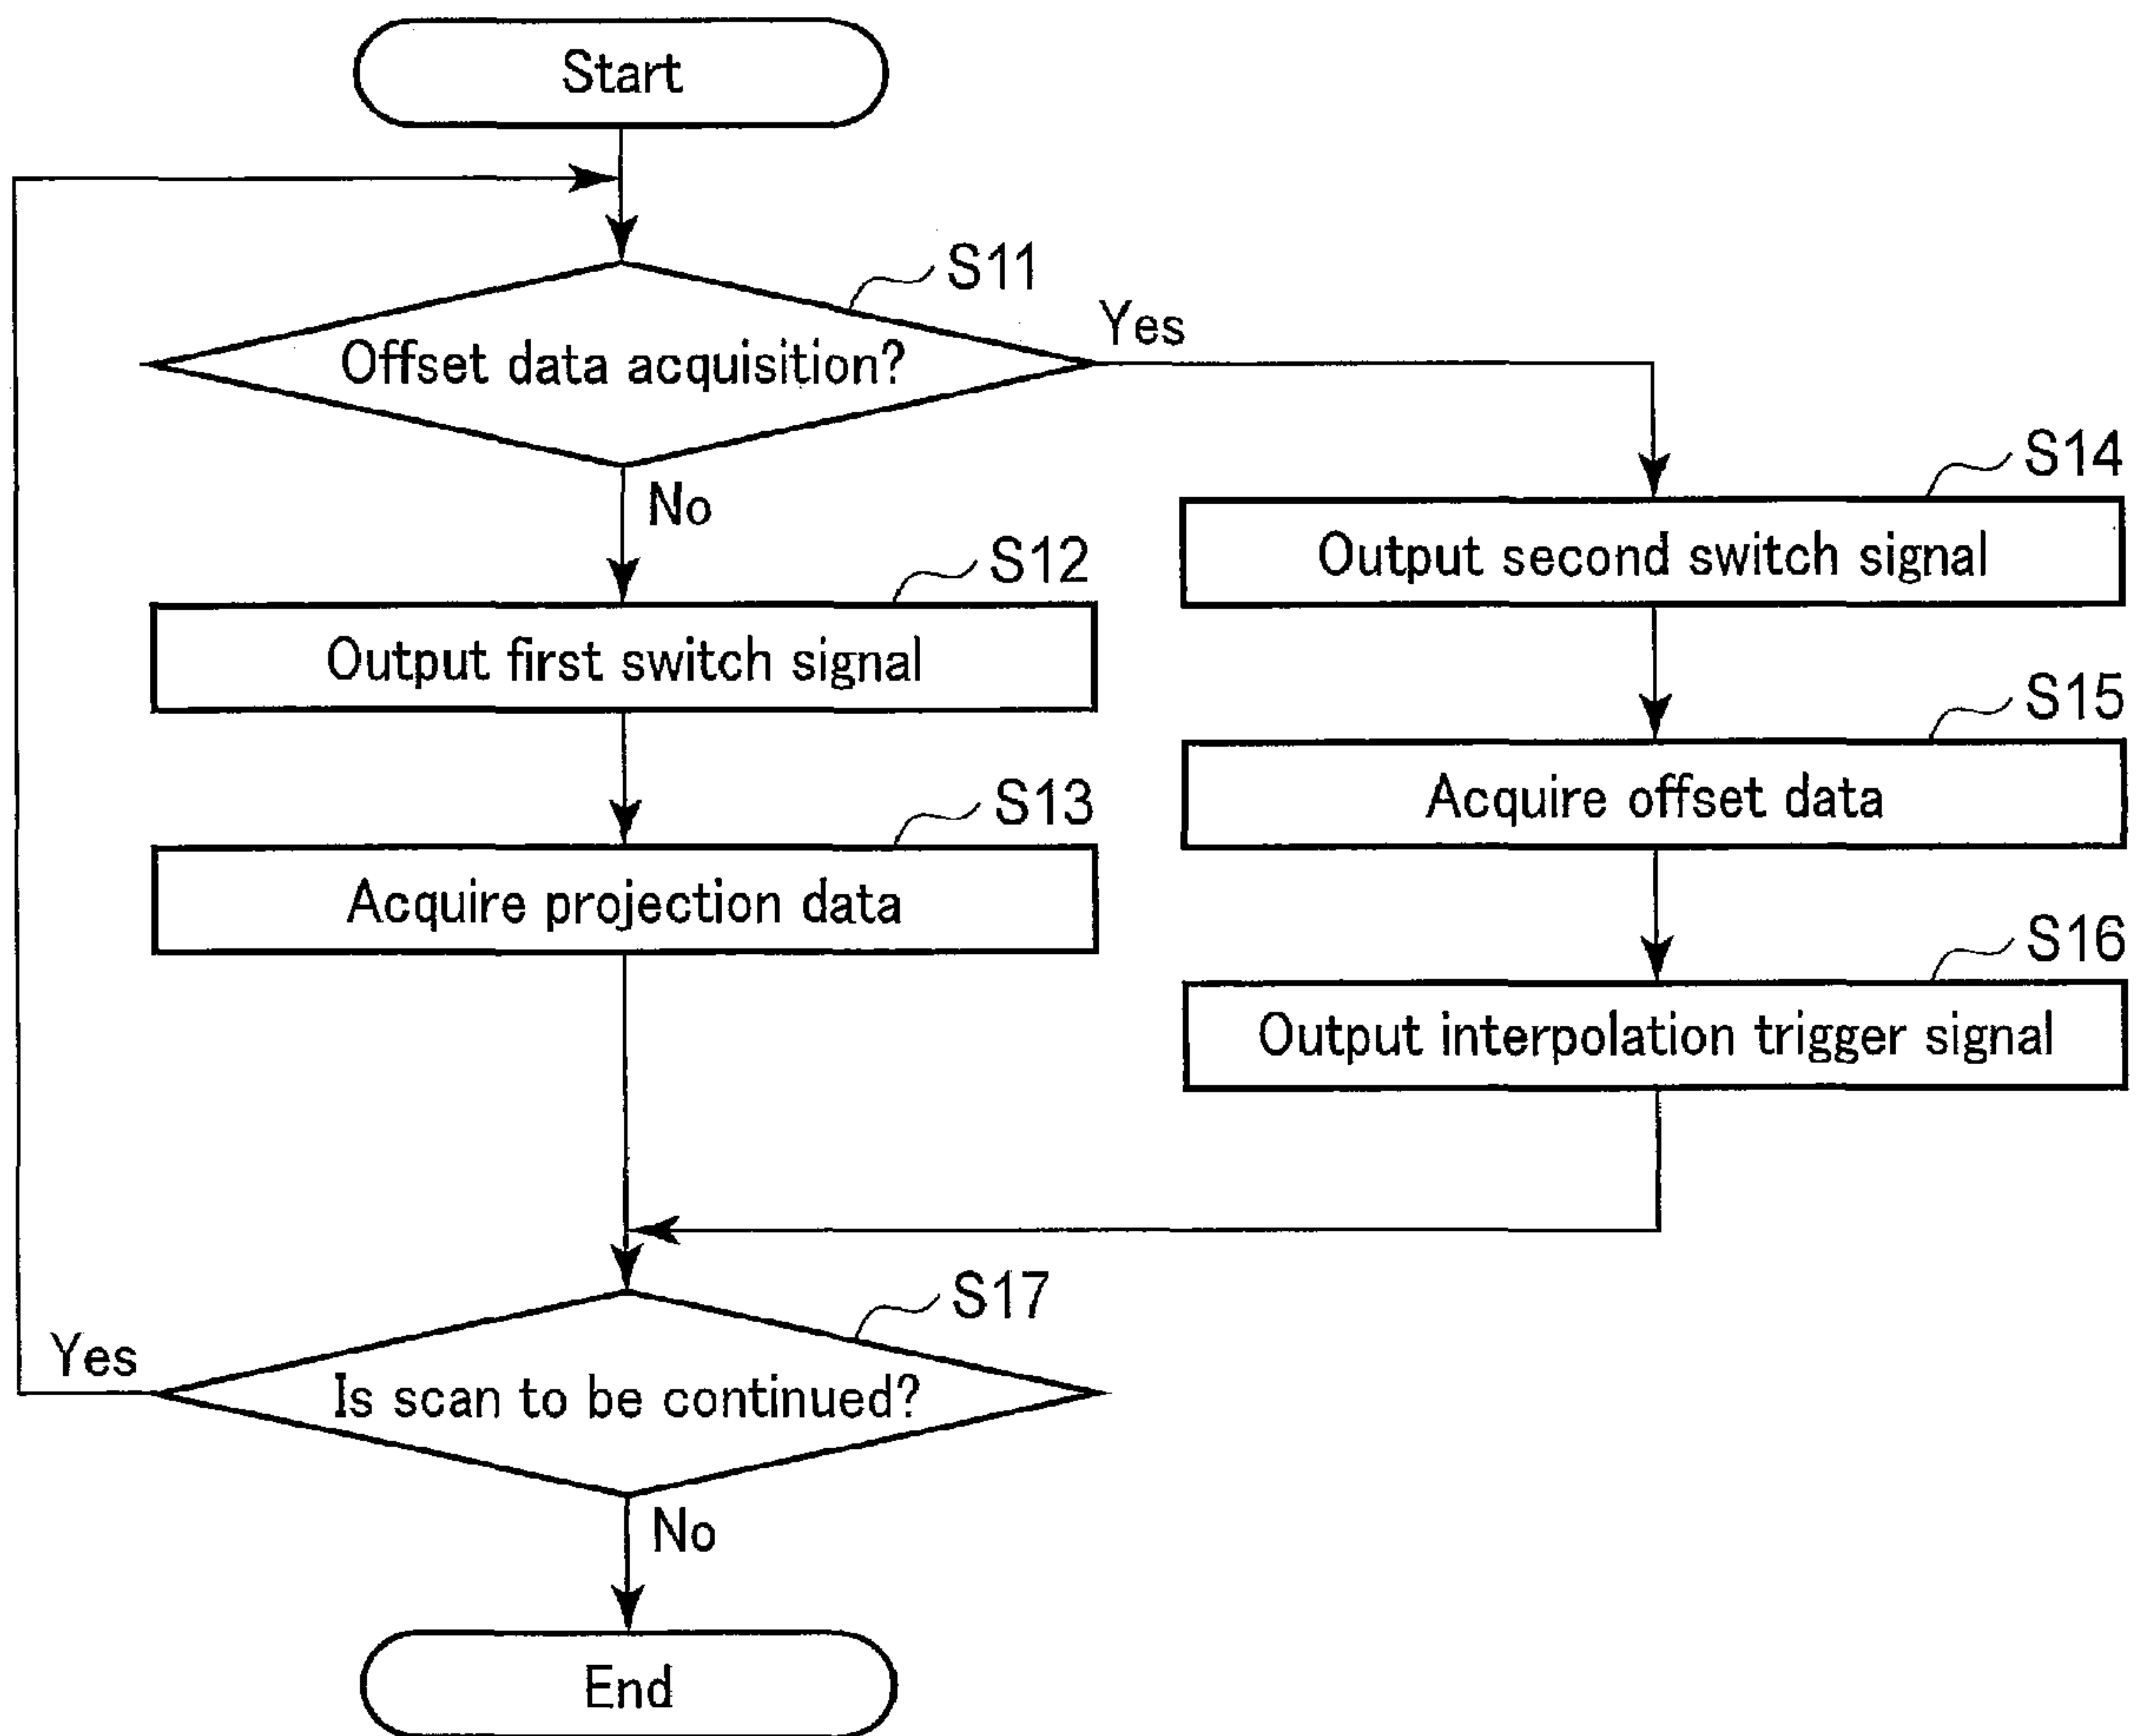 Start
S11
Offset data acquisition?
Yes
No
S12
Output first switch signal
S13
Acquire projection data
S14
Output second switch signal
S15
Acquire offset data
S16
Output interpolation trigger signal
S17
Is scan to be continued?
Yes
No
End